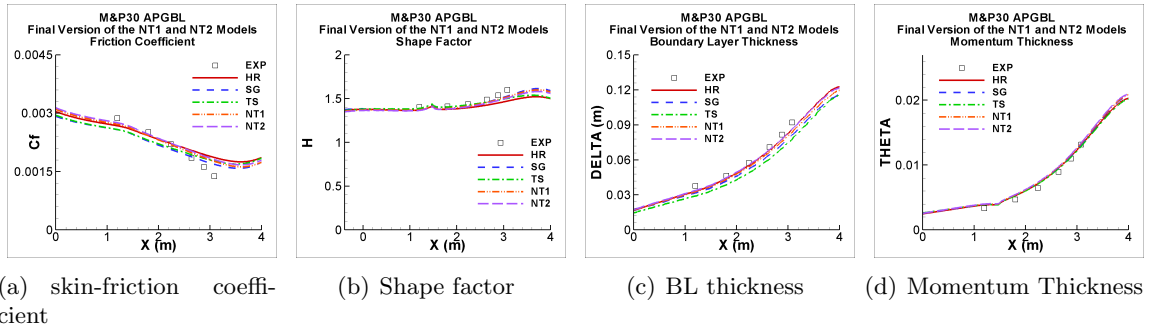 M&P30 APGBL
Final Version of the NT1 and NT2 Models
Friction Coefficient
0.0045
0.003
0.0015
0
Cf
EXP
HR
SG
TS
NT1
NT2
0 1 2 3 4
X (m)
(a) skin-friction coeffi-
cient
M&P30 APGBL
Final Version of the NT1 and NT2 Models
Shape Factor
2
1.5
1
0.5
0
H
EXP
HR
SG
TS
NT1
NT2
0 1 2 3 4
X (m)
(b) Shape factor
M&P30 APGBL
Final Version of the NT1 and NT2 Models
Boundary Layer Thickness
0.15
0.12
0.09
0.06
0.03
0
DELTA (m)
EXP
HR
SG
TS
NT1
NT2
0 1 2 3 4
X (m)
(c) BL thickness
M&P30 APGBL
Final Version of the NT1 and NT2 Models
Momentum Thickness
0.02
0.01
0
THETA
EXP
HR
SG
TS
NT1
NT2
0 1 2 3 4
X (m)
(d) Momentum Thickness